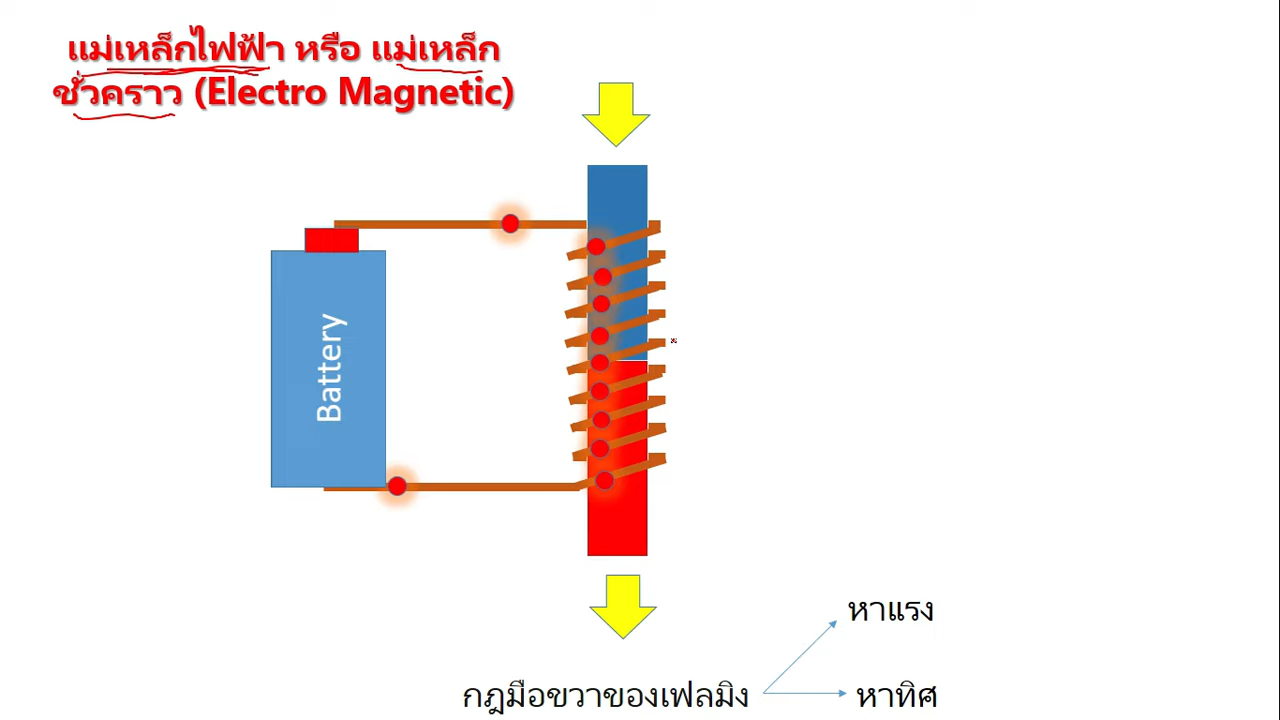 แม่เหล็กไฟฟ้า หรือ แม่เหล็ก
ชั่วคราว (Electro Magnetic)
Battery
หาแรง
กฎมือขวาของเฟลมิง
หาทิศ